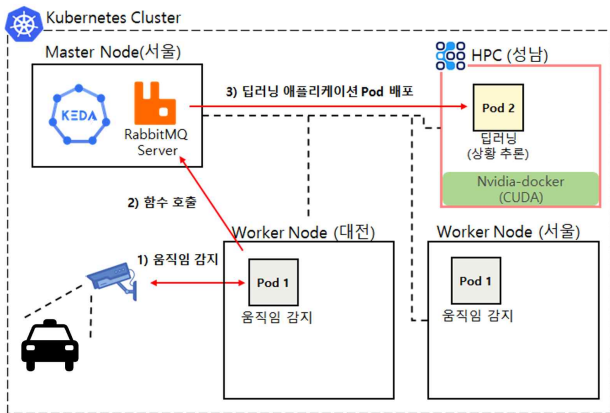 Kubernetes Cluster
Master Node(서울)
KEDA
RabbitMQ
Server
HPC (성남)
3) 딥러닝 애플리케이션 Pod 배포
Pod 2
딥러닝
(상황 추론)
Nvidia-docker
(CUDA)
2) 함수 호출
Worker Node (대전)
Worker Node (서울)
1) 움직임 감지
Pod 1
움직임 감지
Pod 1
움직임 감지